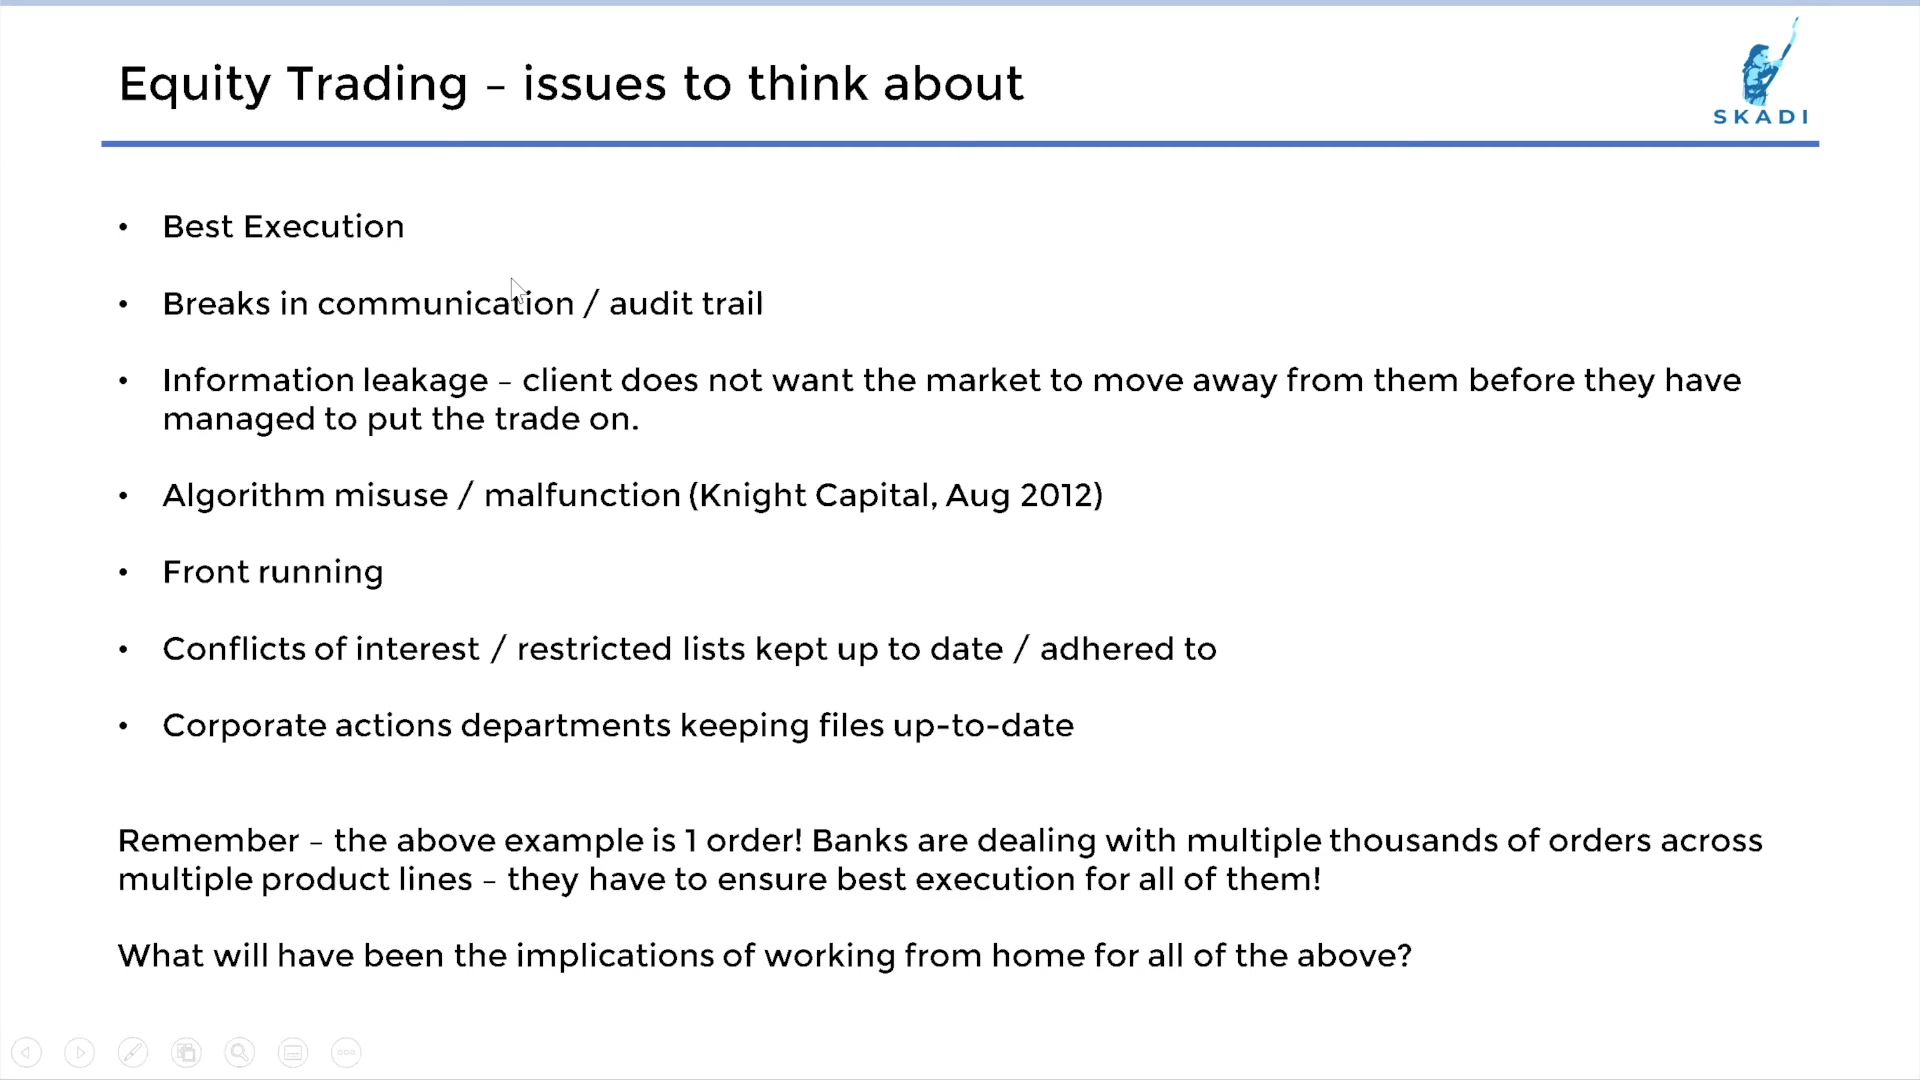 Equity Trading – issues to think about
SKADI
• Best Execution
• Breaks in communication / audit trail
• Information leakage – client does not want the market to move away from them before they have
managed to put the trade on.
• Algorithm misuse / malfunction (Knight Capital, Aug 2012)
• Front running
• Conflicts of interest / restricted lists kept up to date / adhered to
• Corporate actions departments keeping files up-to-date
Remember – the above example is 1 order! Banks are dealing with multiple thousands of orders across
multiple product lines – they have to ensure best execution for all of them!
What will have been the implications of working from home for all of the above?